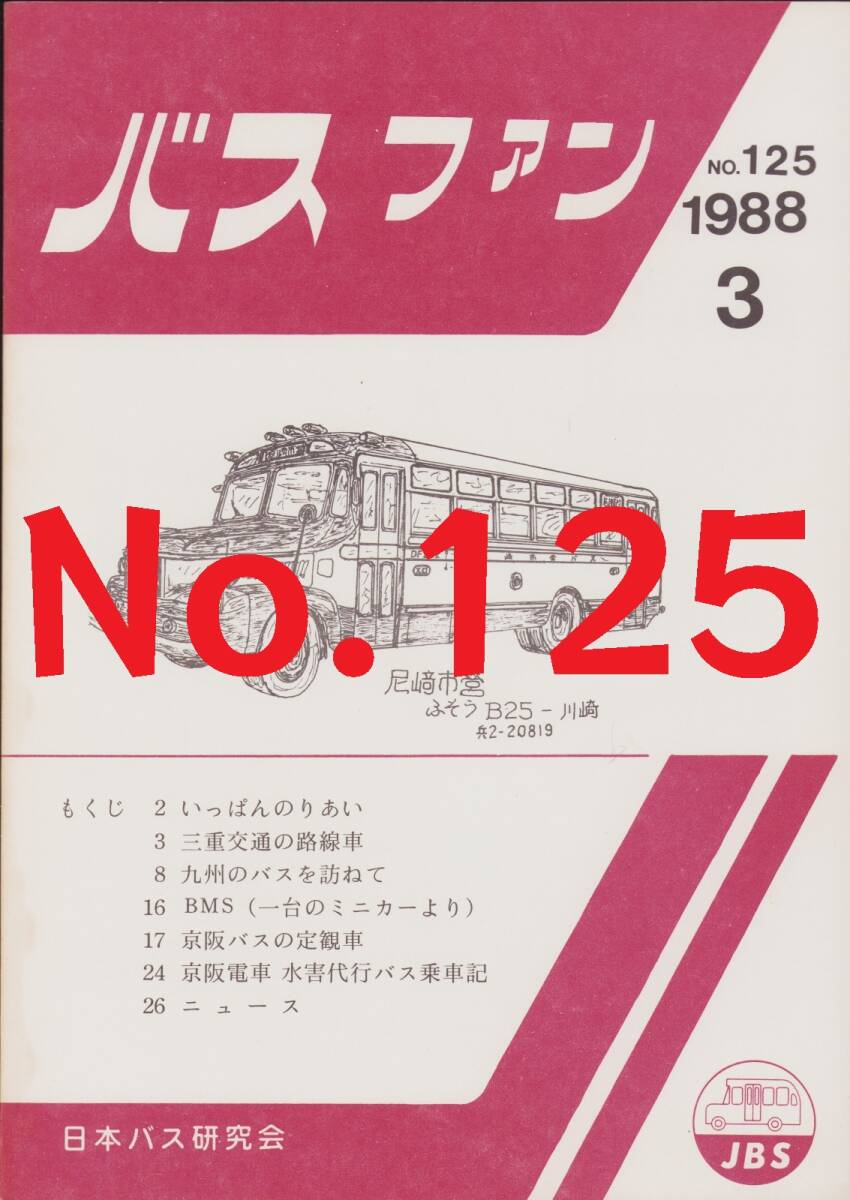 バスファン
NO.125
1988
3
No.125
尼崎市営
ふそう B25-川崎
兵2-20819
もくじ 2 いっぱんのりあい
3 三重交通の路線車
8 九州のバスを訪ねて
16 BMS (一台のミニカーより)
17 京阪バスの定観車
24 京阪電車 水害代行バス乗車記
26 ニュース
日本バス研究会
JBS